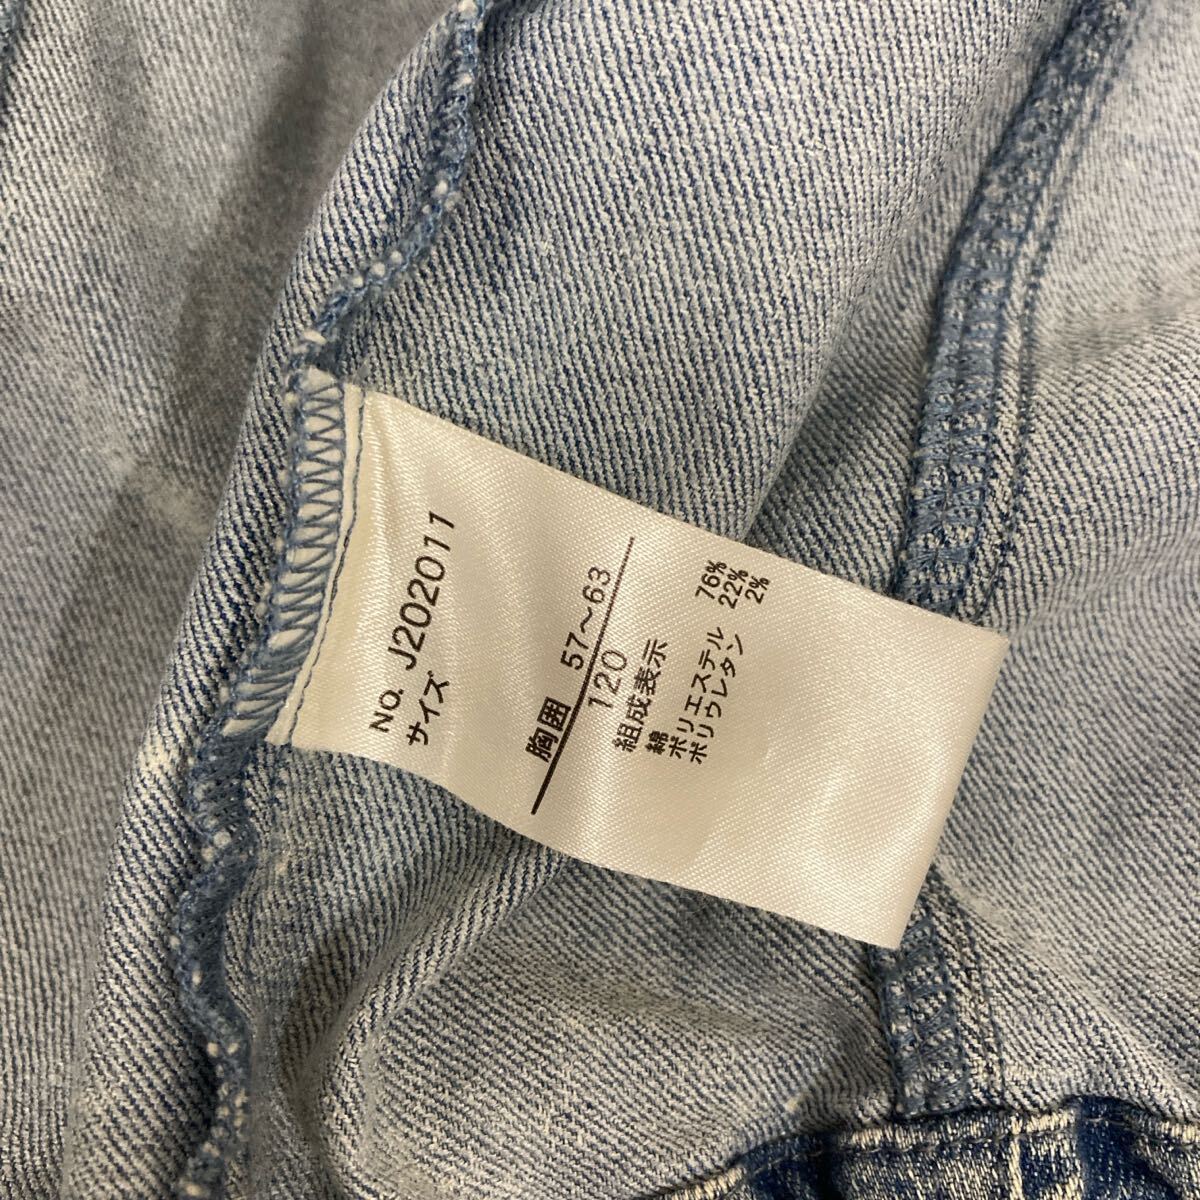 NO. J202011
サイズ
胸囲 57～63
120
組成表示
綿 76%
ポリエステル 22%
ポリウレタン 2%